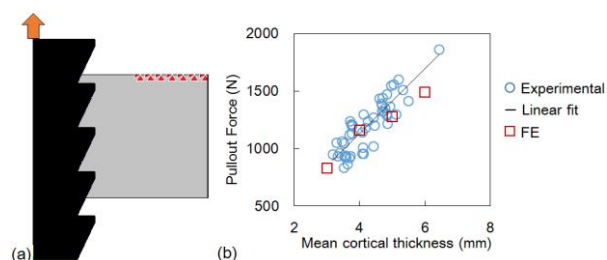 (a)
(b)
Pullout Force (N)
2000
1500
1000
500
2 4 6 8
Mean cortical thickness (mm)
Experimental
Linear fit
FE